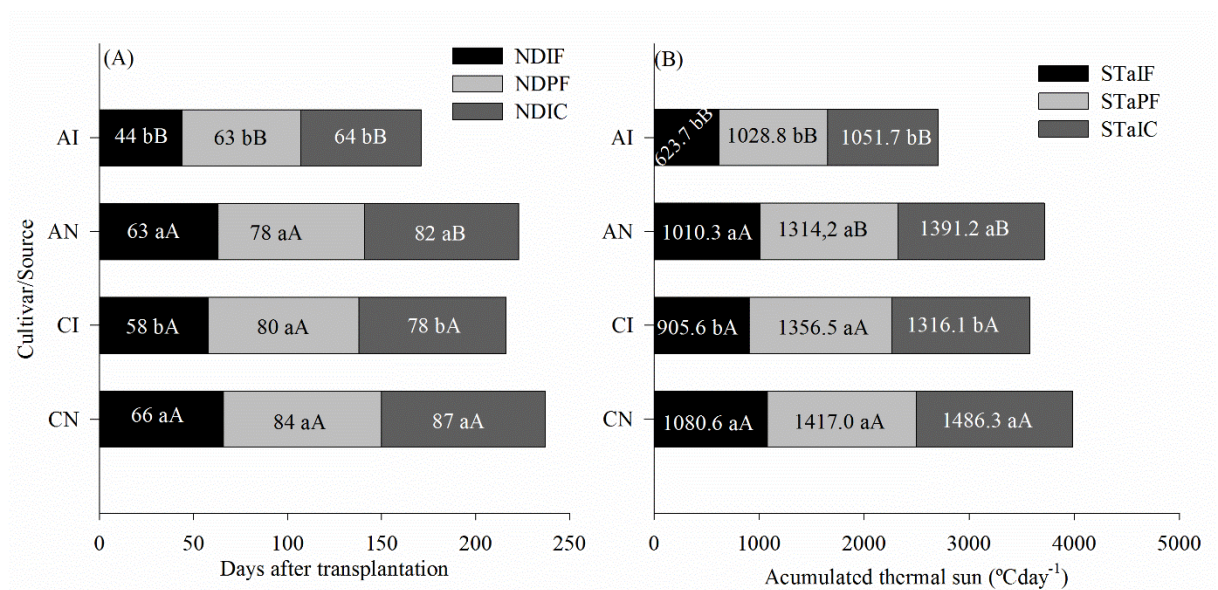 (A)
NDIF
NDPF
NDIC
Cultivar/Source
AI
44 bB
63 bB
64 bB
AN
63 aA
78 aA
82 aB
CI
58 bA
80 aA
78 bA
CN
66 aA
84 aA
87 aA
0
50
100
150
200
250
Days after transplantation
(B)
STaIF
STaPF
STaIC
AI
623.7 bB
1028.8 bB
1051.7 bB
AN
1010.3 aA
1314,2 aB
1391.2 aB
CI
905.6 bA
1356.5 aA
1316.1 bA
CN
1080.6 aA
1417.0 aA
1486.3 aA
0
1000
2000
3000
4000
5000
Acumulated thermal sun (ºCday⁻¹)